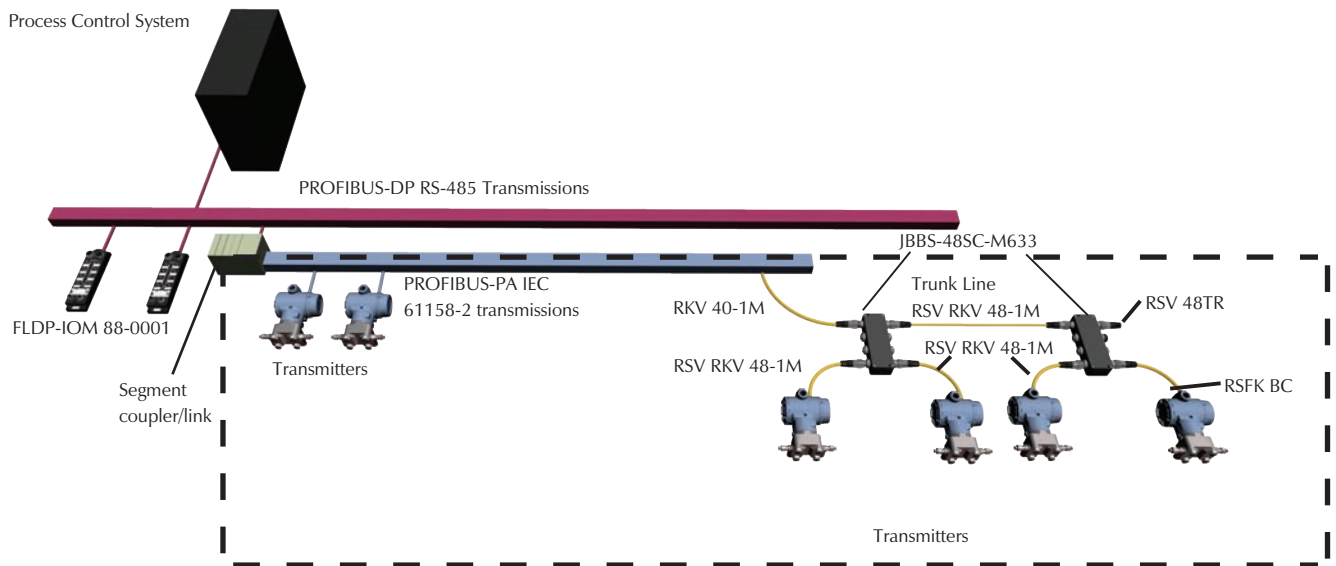 Process Control System
PROFIBUS-DP RS-485 Transmissions
JBBS-48SC-M633
PROFIBUS-PA IEC
61158-2 transmissions
RKV 40-1M
Trunk Line
RSV RKV 48-1M
RSV 48TR
FLDP-IOM 88-0001
Transmitters
RSV RKV 48-1M
RSV RKV 48-1M
RSFK BC
Segment
coupler/link
Transmitters